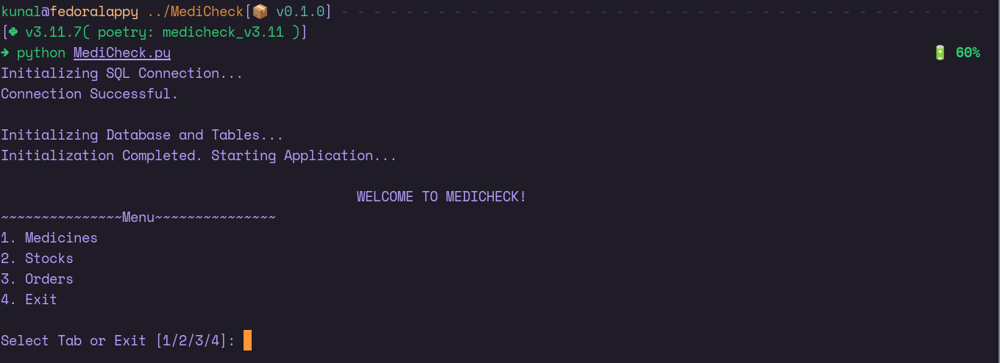 kunal@fedoralappy ../MediCheck[📦 v0.1.0] - - - - - - - - - - - - - - - - - - - - - - - - - - - - - - - - - - - - - - - -
[ v3.11.7( poetry: medicheck_v3.11 )]
→ python MediCheck.py 🔋 60%
Initializing SQL Connection...
Connection Successful.
Initializing Database and Tables...
Initialization Completed. Starting Application...
WELCOME TO MEDICHECK!
~~~~~~~~~~~~~~~Menu~~~~~~~~~~~~~~~
1. Medicines
2. Stocks
3. Orders
4. Exit
Select Tab or Exit [1/2/3/4]: